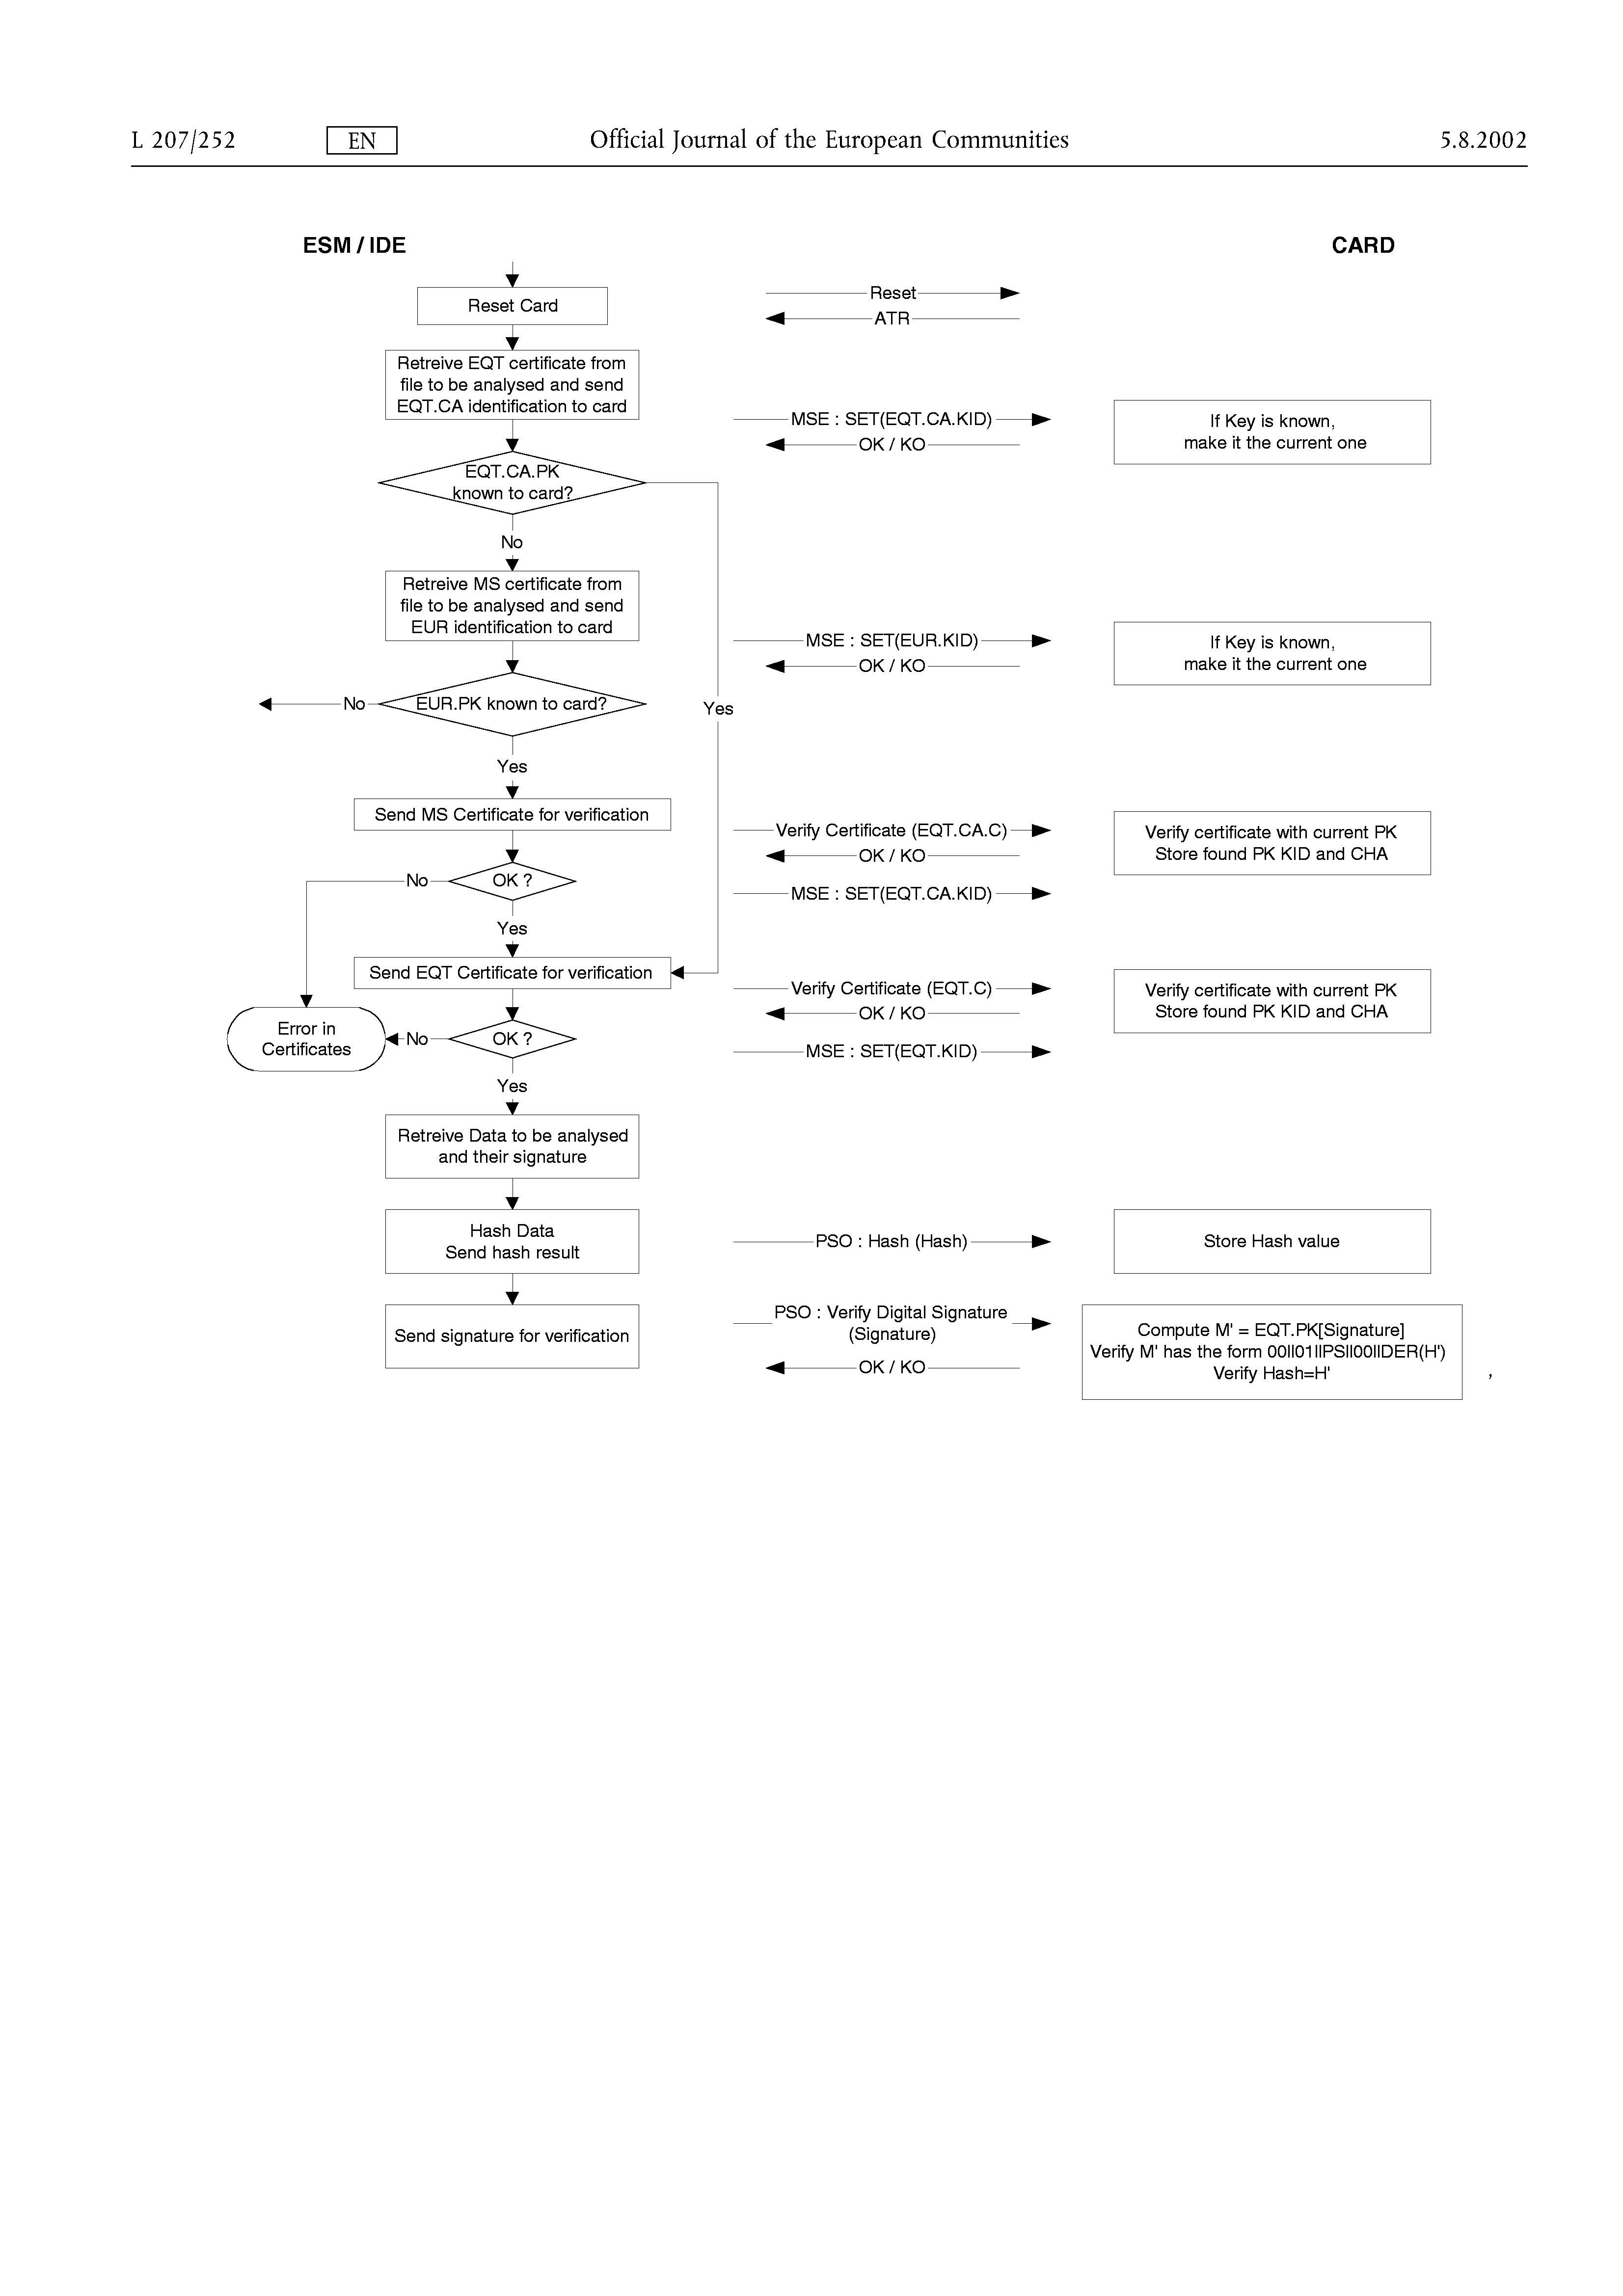 L 207/252 EN Official Journal of the European Communities 5.8.2002
ESM / IDE CARD
Reset Card
Reset
ATR
Retreive EQT certificate from
file to be analysed and send
EQT.CA identification to card
MSE : SET(EQT.CA.KID)
OK / KO
If Key is known,
make it the current one
EQT.CA.PK
known to card?
No
Retreive MS certificate from
file to be analysed and send
EUR identification to card
MSE : SET(EUR.KID)
OK / KO
If Key is known,
make it the current one
No
EUR.PK known to card?
Yes
Yes
Send MS Certificate for verification
Verify Certificate (EQT.CA.C)
OK / KO
Verify certificate with current PK
Store found PK KID and CHA
No
OK ?
MSE : SET(EQT.CA.KID)
Yes
Send EQT Certificate for verification
Verify Certificate (EQT.C)
OK / KO
Verify certificate with current PK
Store found PK KID and CHA
Error in
Certificates
No
OK ?
MSE : SET(EQT.KID)
Yes
Retreive Data to be analysed
and their signature
Hash Data
Send hash result
PSO : Hash (Hash)
Store Hash value
Send signature for verification
PSO : Verify Digital Signature
(Signature)
OK / KO
Compute M' = EQT.PK[Signature]
Verify M' has the form 00||01||PS||00||DER(H')
Verify Hash=H'
,